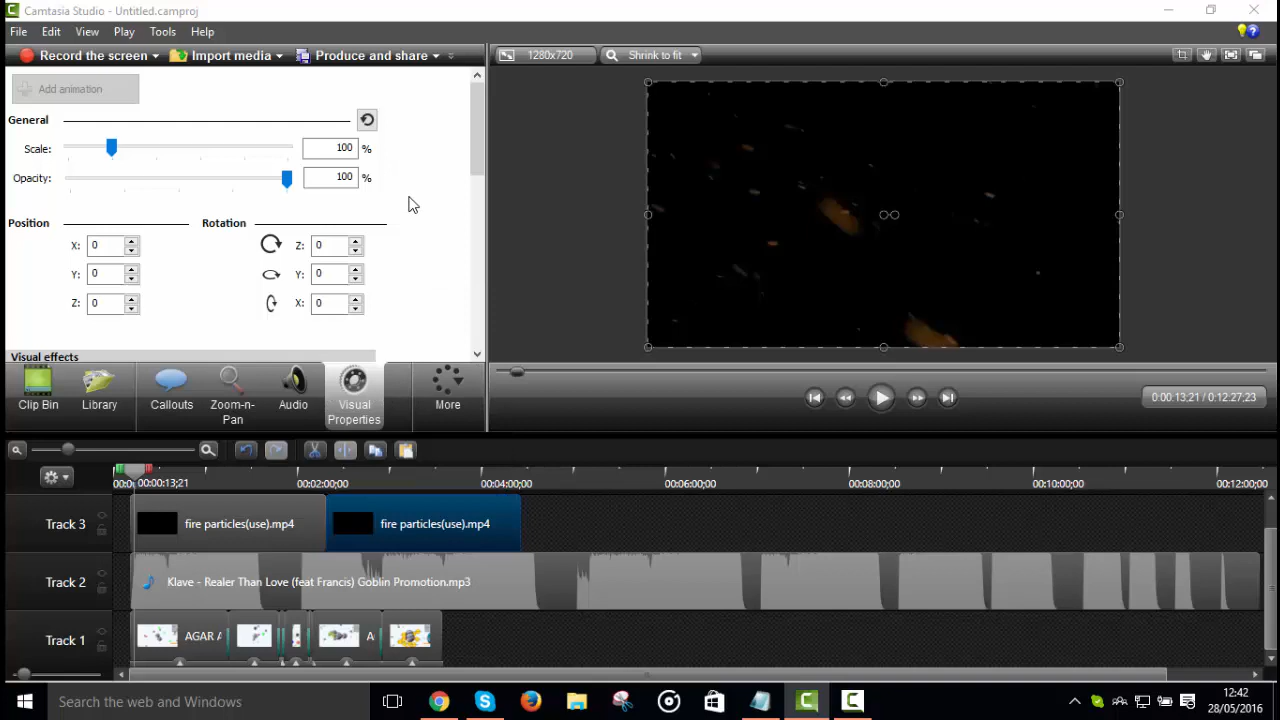 Camtasia Studio - Untitled.camproj
File Edit View Play Tools Help
Record the screen Import media Produce and share
1280x720 Shrink to fit
Add animation
General
Scale: 100 %
Opacity: 100 %
Position Rotation
X: 0 Z: 0
Y: 0 Y: 0
Z: 0 X: 0
Visual effects
Clip Bin Library Callouts Zoom-n-Pan Audio Visual Properties More
0:00:13;21 / 0:12:27;23
00:00:13;21 00:02:00;00 00:04:00;00 00:06:00;00 00:08:00;00 00:10:00;00 00:12:00;00
Track 3 fire particles(use).mp4 fire particles(use).mp4
Track 2 Klave - Realer Than Love (feat Francis) Goblin Promotion.mp3
Track 1 AGAR
Search the web and Windows
12:42
28/05/2016